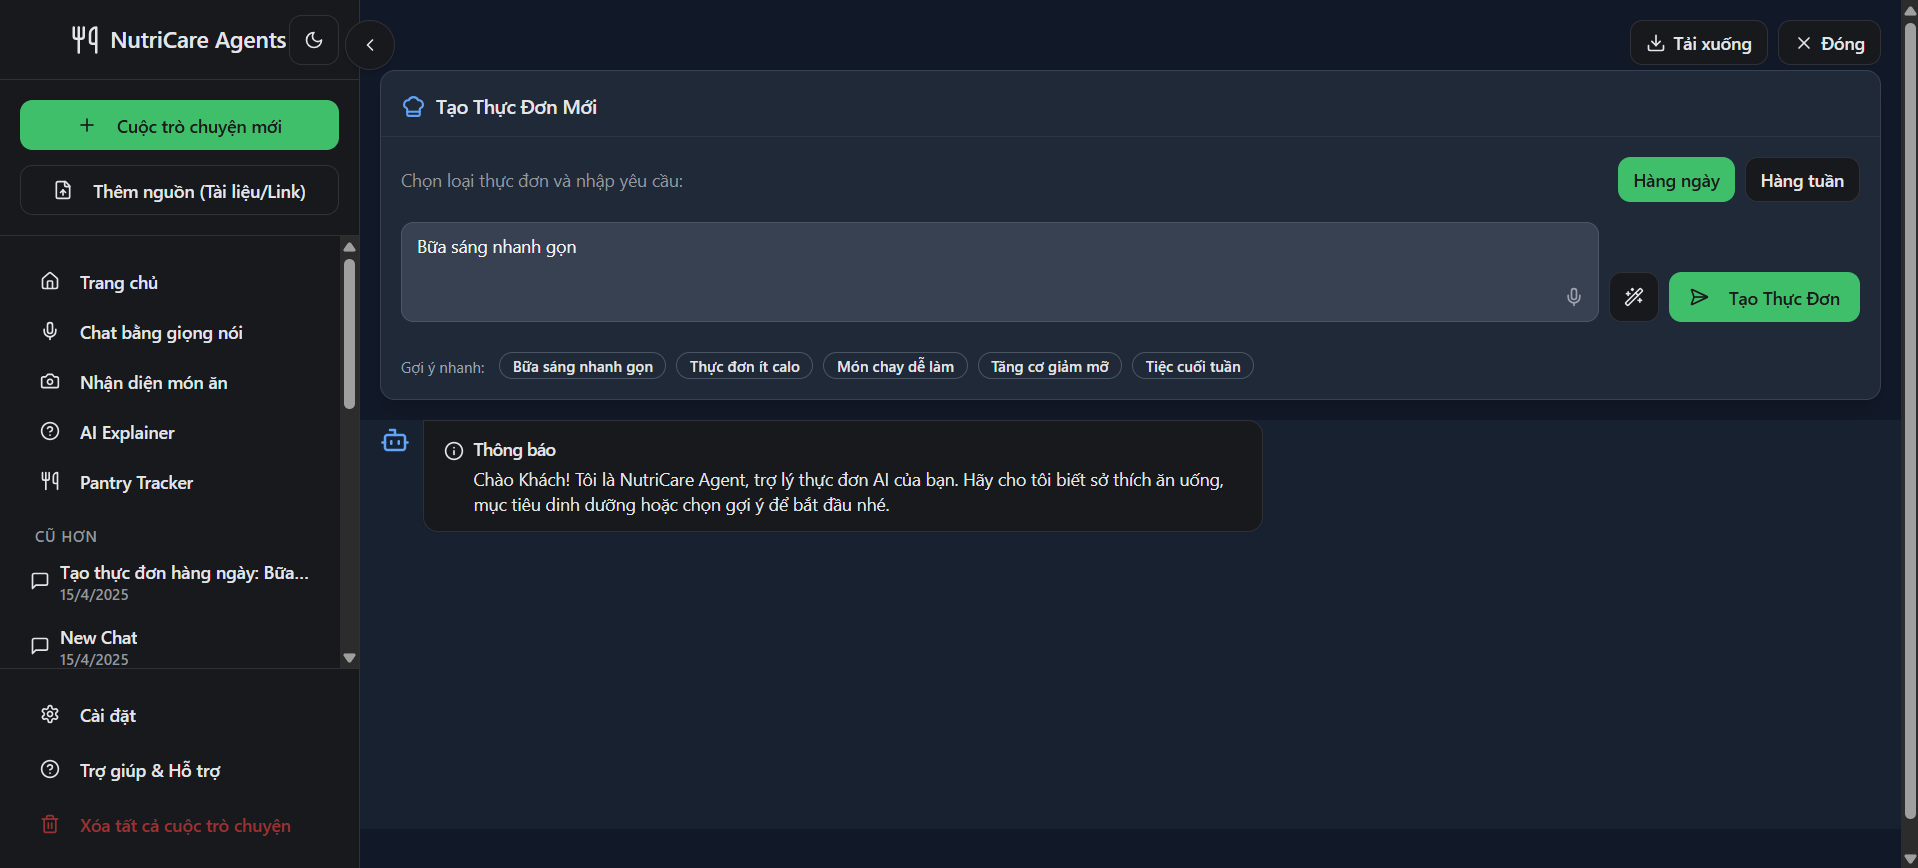 NutriCare Agents
Cuộc trò chuyện mới
Thêm nguồn (Tài liệu/Link)
Trang chủ
Chat bằng giọng nói
Nhận diện món ăn
AI Explainer
Pantry Tracker
CŨ HƠN
Tạo thực đơn hàng ngày: Bữa...
15/4/2025
New Chat
15/4/2025
Cài đặt
Trợ giúp & Hỗ trợ
Xóa tất cả cuộc trò chuyện
Tải xuống
Đóng
Tạo Thực Đơn Mới
Chọn loại thực đơn và nhập yêu cầu:
Hàng ngày
Hàng tuần
Bữa sáng nhanh gọn
Tạo Thực Đơn
Gợi ý nhanh:
Bữa sáng nhanh gọn
Thực đơn ít calo
Món chay dễ làm
Tăng cơ giảm mỡ
Tiệc cuối tuần
Thông báo
Chào Khách! Tôi là NutriCare Agent, trợ lý thực đơn AI của bạn. Hãy cho tôi biết sở thích ăn uống,
mục tiêu dinh dưỡng hoặc chọn gợi ý để bắt đầu nhé.